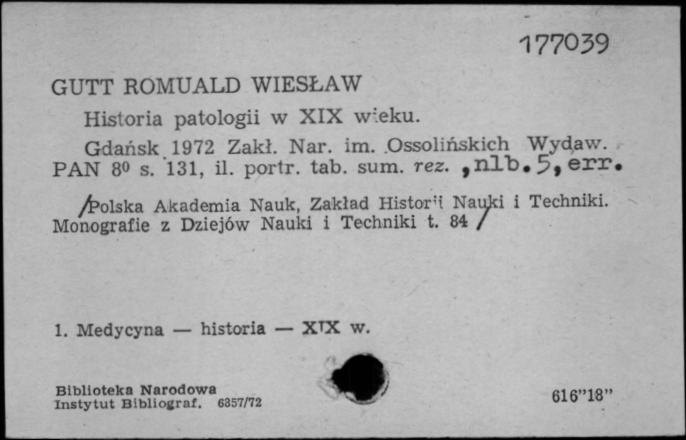 177039
GUTT ROMUALD WIESŁAW
Historia patologii w XIX wieku.
Gdańsk 1972 Zakł. Nar. im. Ossolińskich Wydaw.
PAN 8º s. 131, il. portr. tab. sum. rez. ,nlb.5,err.
/Polska Akademia Nauk, Zakład Historii Nauki i Techniki.
Monografie z Dziejów Nauki i Techniki t. 84 /
1. Medycyna — historia — XIX w.
Biblioteka Narodowa
Instytut Bibliograf. 6357/72
616"18"